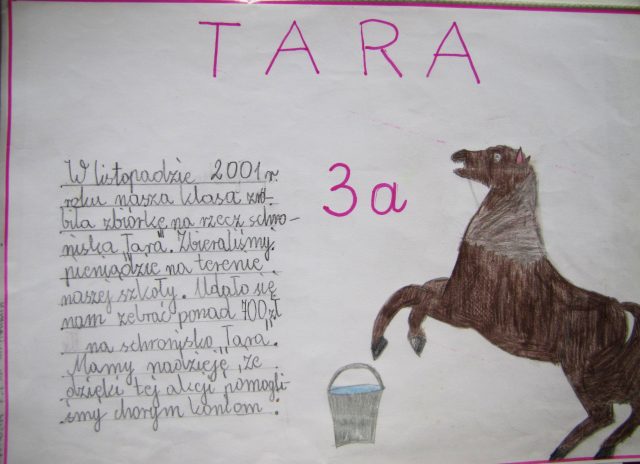 TARA
3a
W listopadzie 2001 r
roku nasza klasa zro-
biła zbiórkę na rzecz schro-
niska "Tara". Zbieraliśmy
pieniądzie na terenie
naszej szkoły. Udało się
nam zebrać ponad 700 zł
na schronisko "Tara".
Mamy nadzieję, że
dzięki tej akcji pomogli-
śmy chorym koniom.